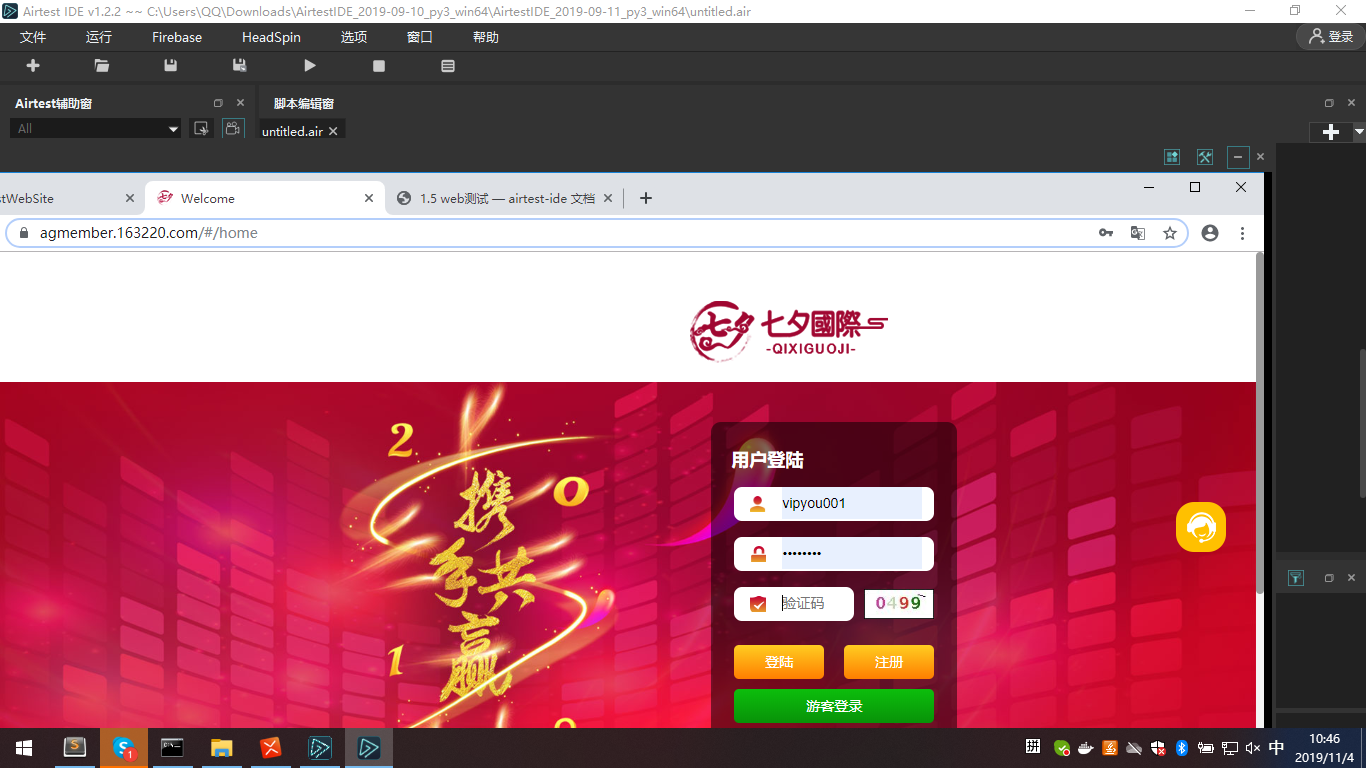 Airtest IDE v1.2.2 ~~ C:\Users\QQ\Downloads\AirtestIDE_2019-09-10_py3_win64\AirtestIDE_2019-09-11_py3_win64\untitled.air
文件 运行 Firebase HeadSpin 选项 窗口 帮助 登录
Airtest辅助窗 脚本编辑窗
All untitled.air
stWebSite Welcome 1.5 web测试 — airtest-ide 文档
agmember.163220.com/#/home
七夕國際
-QIXIGUOJI-
2
0
携
手共
赢
1
用户登陆
vipyou001
••••••••
验证码 0499
登陆 注册
游客登录
1
中
10:46
2019/11/4